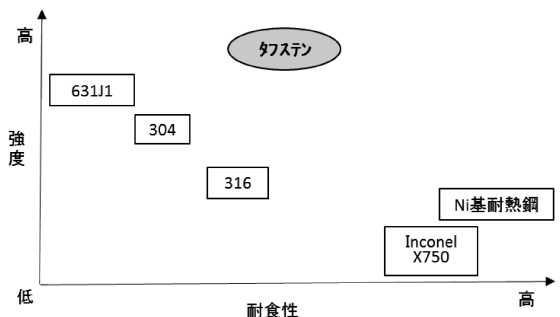 高
タフステン
631J1
304
強度
316
Ni基耐熱鋼
Inconel
X750
低
耐食性
高